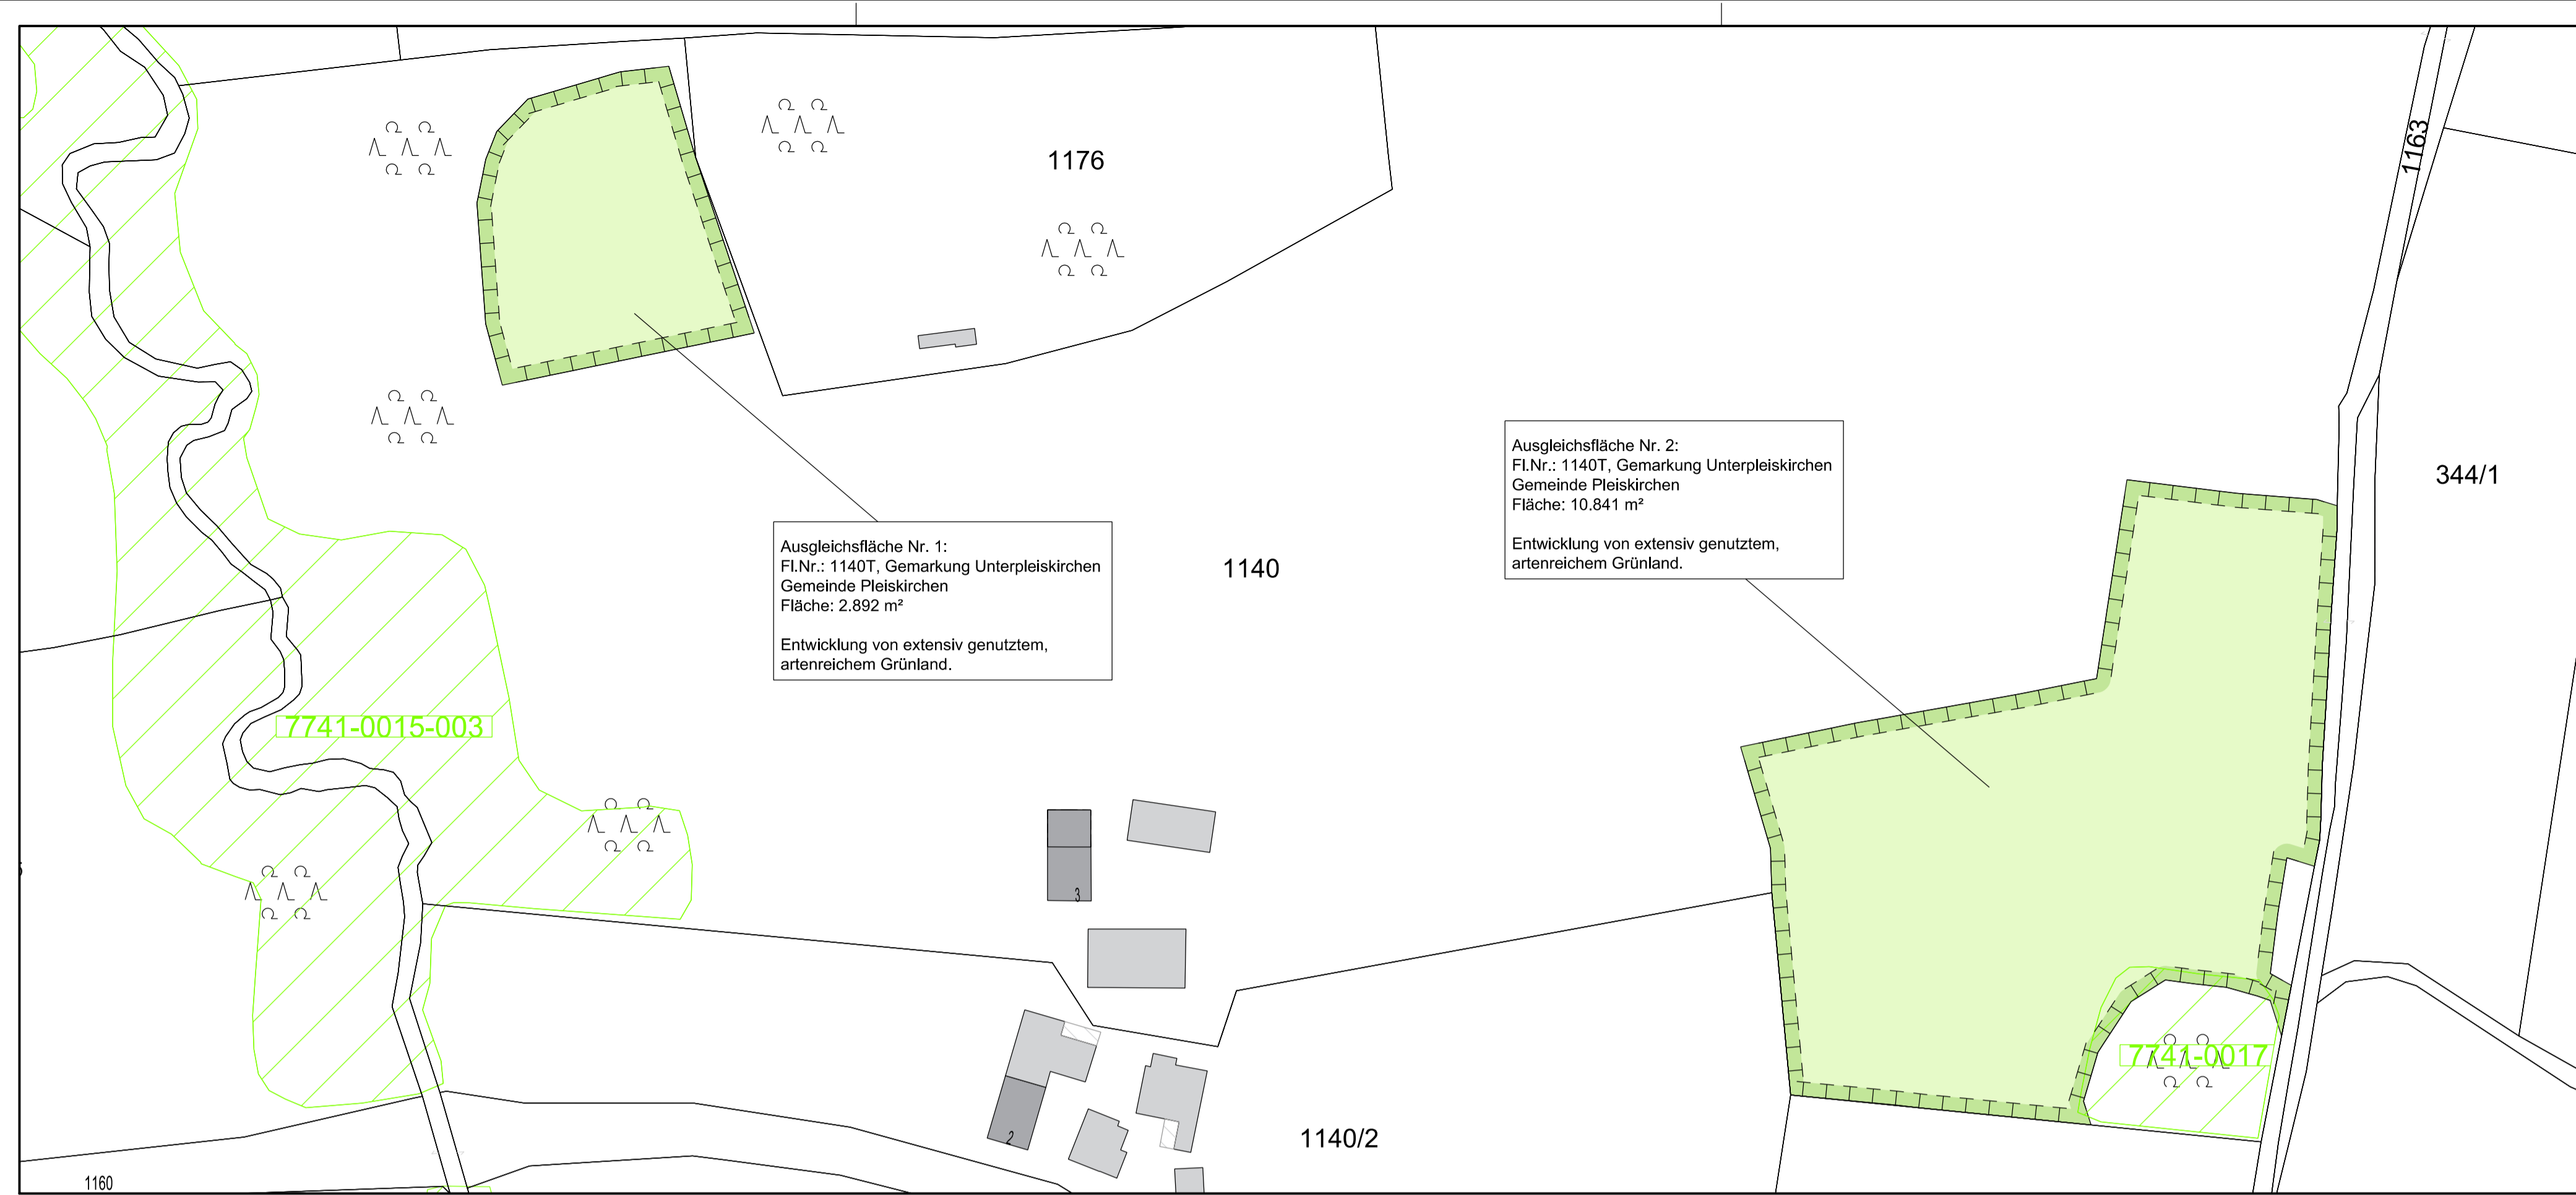 1176
1163
Ausgleichsfläche Nr. 2:
Fl.Nr.: 1140T, Gemarkung Unterpleiskirchen
Gemeinde Pleiskirchen
Fläche: 10.841 m²
Entwicklung von extensiv genutztem,
artenreichem Grünland.
344/1
Ausgleichsfläche Nr. 1:
Fl.Nr.: 1140T, Gemarkung Unterpleiskirchen
Gemeinde Pleiskirchen
Fläche: 2.892 m²
Entwicklung von extensiv genutztem,
artenreichem Grünland.
1140
7741-0015-003
3
7741-0017
2
1140/2
1160